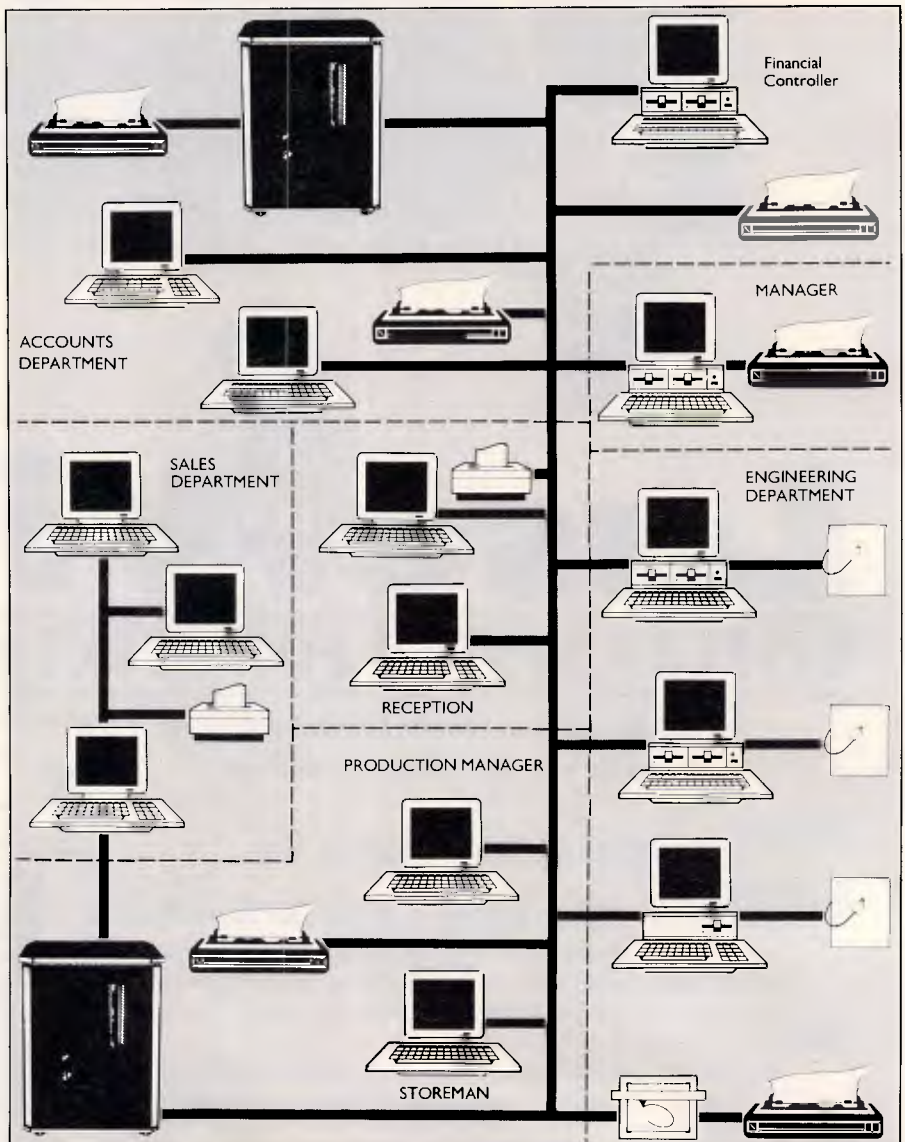 Financial
Controller
MANAGER
ACCOUNTS
DEPARTMENT
SALES
DEPARTMENT
ENGINEERING
DEPARTMENT
RECEPTION
PRODUCTION MANAGER
STOREMAN